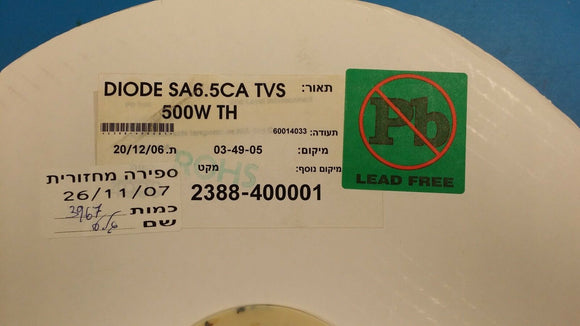 DIODE SA6.5CA TVS תאור:
500W TH
תעודה: 60014033
מיקום: 03-49-05 ת. 20/12/06
מיקום נוסף: מקט
2388-400001
ROHS
ספירה מחזורית
26/11/07
כמות 3967
שם
Pb
LEAD FREE